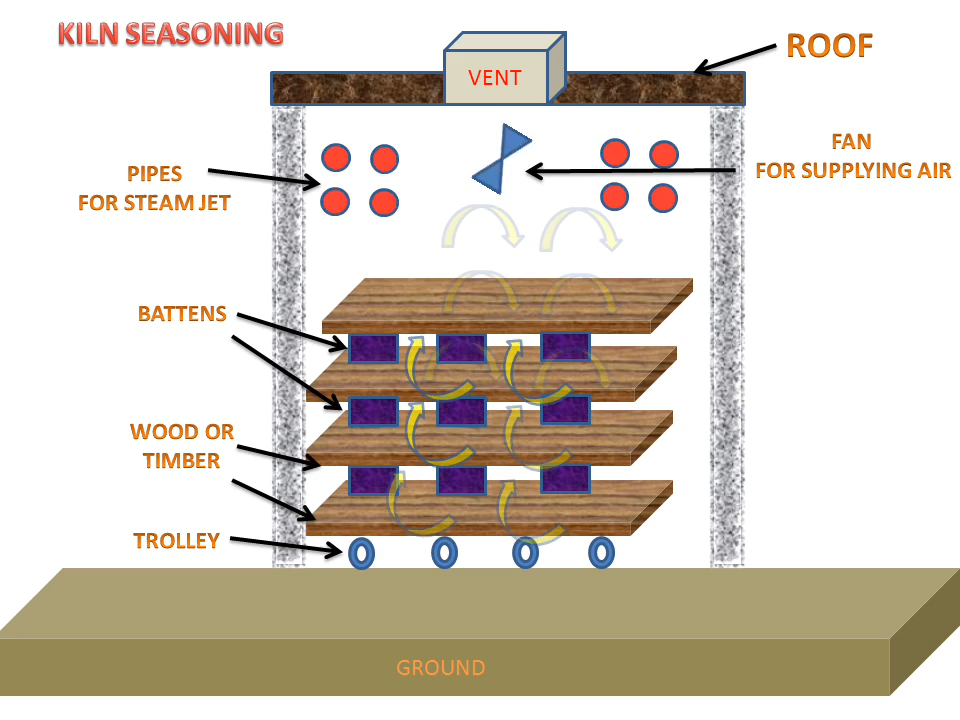 KILN SEASONING
VENT
ROOF
FAN
FOR SUPPLYING AIR
PIPES
FOR STEAM JET
BATTENS
WOOD OR
TIMBER
TROLLEY
GROUND